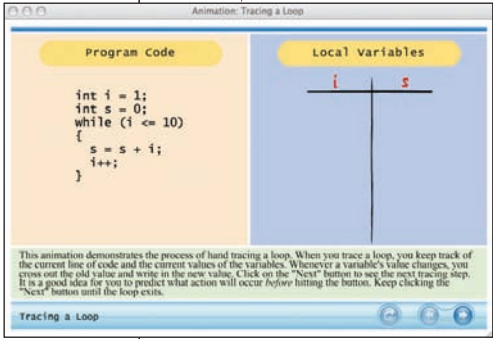 Animation: Tracing a Loop
Program Code
int i = 1;
int s = 0;
while (i <= 10)
{
s = s + i;
i++;
}
Local Variables
i s
This animation demonstrates the process of hand tracing a loop. When you trace a loop, you keep track of
the current line of code and the current values of the variables. Whenever a variable's value changes, you
cross out the old value and write in the new value. Click on the "Next" button to see the next tracing step.
It is a good idea for you to predict what action will occur before hitting the button. Keep clicking the
"Next" button until the loop exits.
Tracing a Loop